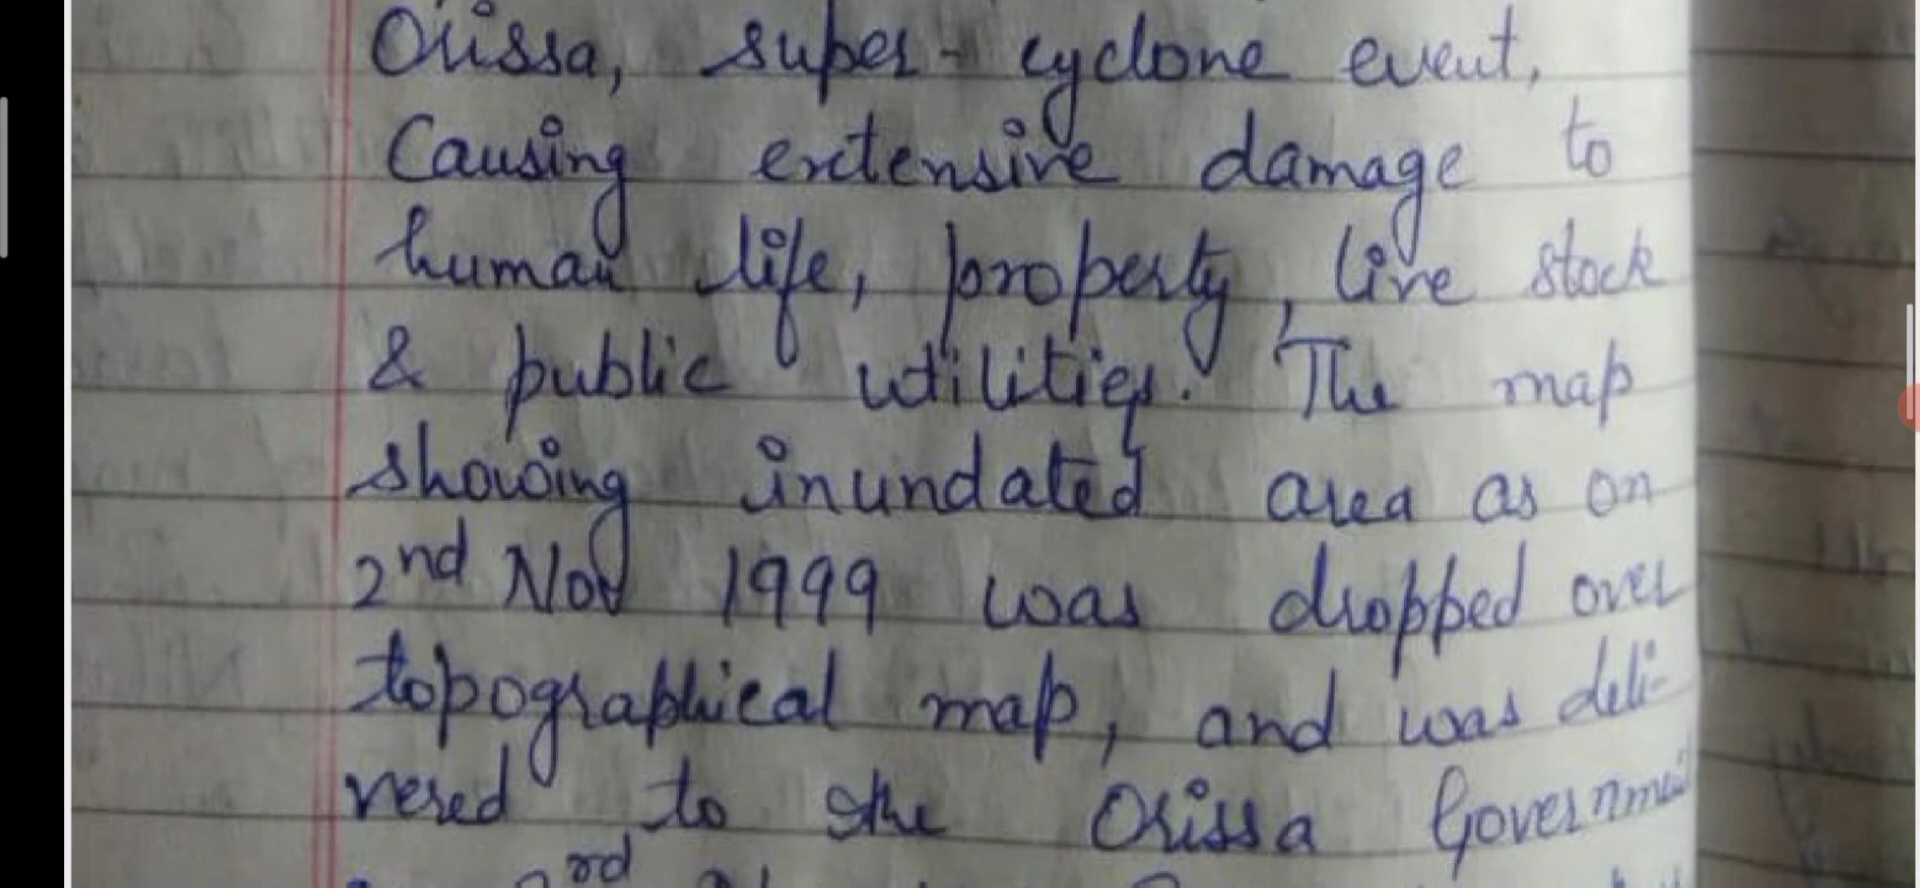 Orissa, super-cyclone event,
Causing extensive damage to
human life, property, live stock
& public utilities. The map
showing inundated area as on
2nd Nov 1999 was dropped over
topographical map, and was deli-
vered to the Orissa Government
rd